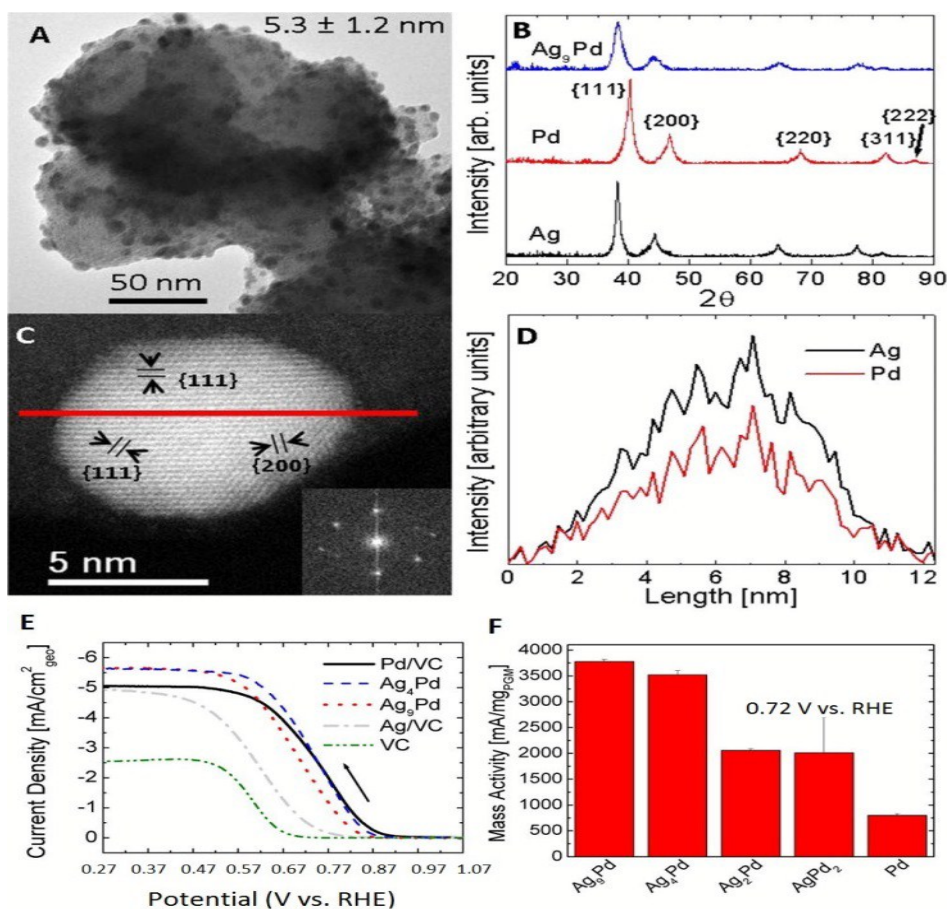 A
5.3 ± 1.2 nm
50 nm
B
Intensity [arb. units]
Ag₉Pd
{111}
Pd
{200}
{220}
{311}
{222}
Ag
20 30 40 50 60 70 80 90
2θ
C
{111}
{111}
{200}
5 nm
D
Intensity [arbitrary units]
Ag
Pd
0 2 4 6 8 10 12
Length [nm]
E
Current Density [mA/cm²geo]
-6
-5
-4
-3
-2
-1
0
Pd/VC
Ag₄Pd
Ag₉Pd
Ag/VC
VC
0.27 0.37 0.47 0.57 0.67 0.77 0.87 0.97 1.07
Potential (V vs. RHE)
F
Mass Activity [mA/mgPGM]
4000
3500
3000
2500
2000
1500
1000
500
0
0.72 V vs. RHE
Ag₉Pd
Ag₄Pd
Ag₂Pd
AgPd₂
Pd